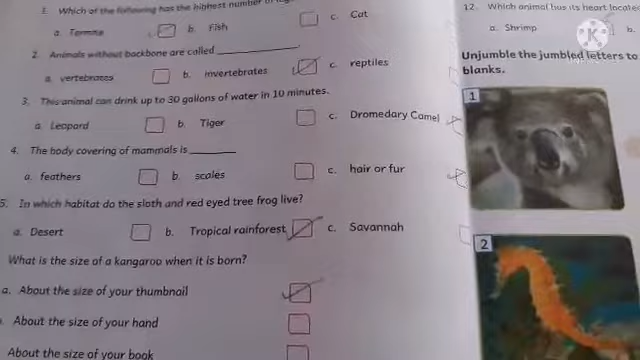 1. Which of the following has the highest number of legs
a. Termite b. Fish c. Cat
2. Animals without backbone are called
a. vertebrates b. invertebrates c. reptiles
3. This animal can drink up to 30 gallons of water in 10 minutes.
a. Leopard b. Tiger c. Dromedary Camel
4. The body covering of mammals is
a. feathers b. scales c. hair or fur
5. In which habitat do the sloth and red eyed tree frog live?
a. Desert b. Tropical rainforest c. Savannah
What is the size of a kangaroo when it is born?
a. About the size of your thumbnail
About the size of your hand
About the size of your book
12. Which animal has its heart located
a. Shrimp b.
Unjumble the jumbled letters to
blanks.
1
2
K
KINEMASTER